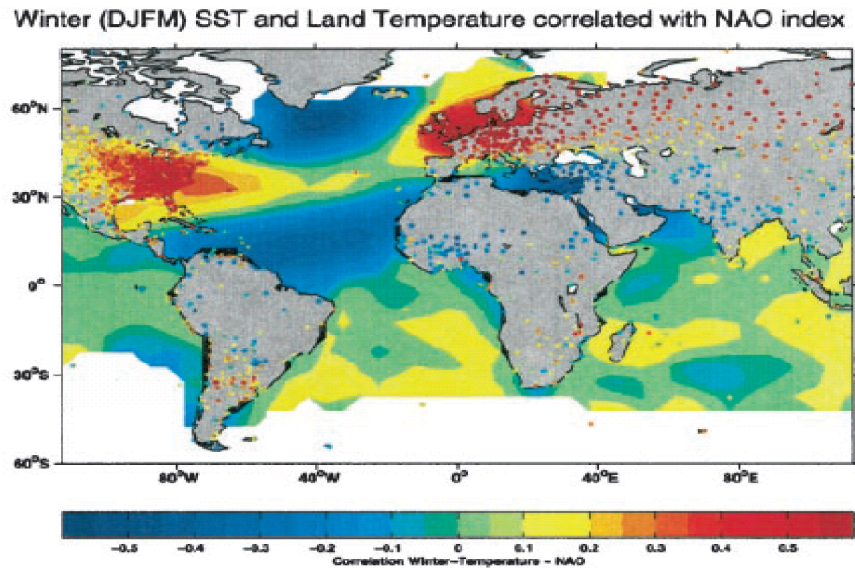 Winter (DJFM) SST and Land Temperature correlated with NAO index
60°N
30°N
0°
30°S
60°S
80°W 40°W 0° 40°E 80°E
-0.5 -0.4 -0.3 -0.2 -0.1 0 0.1 0.2 0.3 0.4 0.5
Correlation Winter-Temperature - NAO